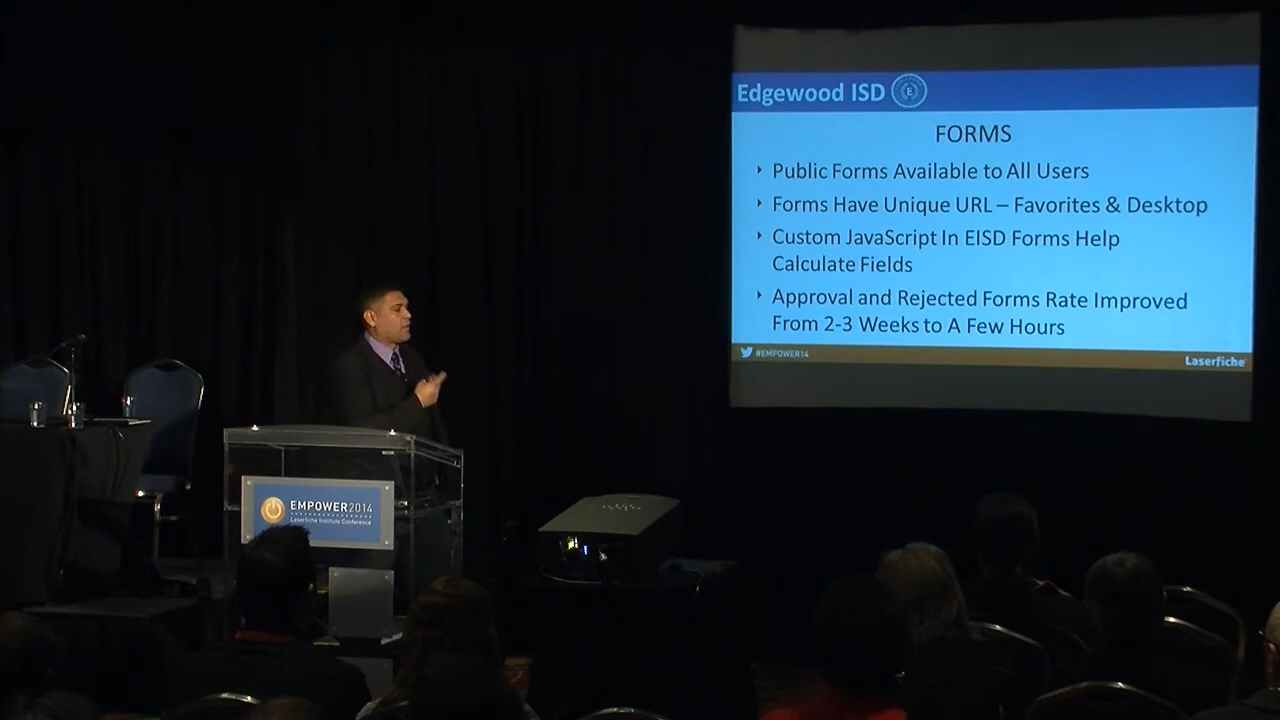 Edgewood ISD
E
FORMS
Public Forms Available to All Users
Forms Have Unique URL – Favorites & Desktop
Custom JavaScript In EISD Forms Help
Calculate Fields
Approval and Rejected Forms Rate Improved
From 2-3 Weeks to A Few Hours
#EMPOWER14
Laserfiche
EMPOWER2014
Laserfiche Institute Conference